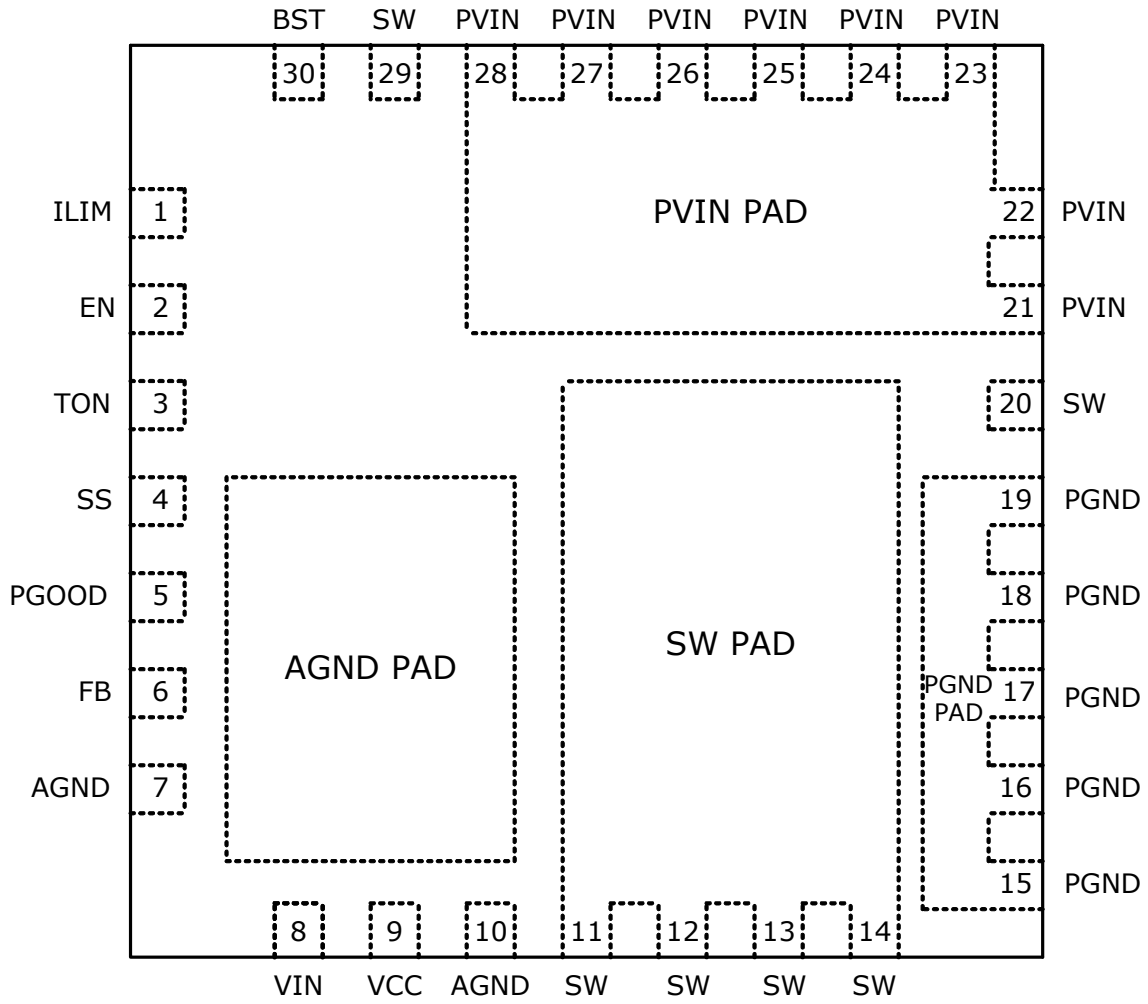 BST SW PVIN PVIN PVIN PVIN PVIN PVIN
30 29 28 27 26 25 24 23
ILIM 1 PVIN PAD 22 PVIN
EN 2 21 PVIN
TON 3 20 SW
SS 4 19 PGND
PGOOD 5 18 PGND
AGND PAD
SW PAD
FB 6 PGND 17 PGND
PAD
AGND 7 16 PGND
15 PGND
8 9 10 11 12 13 14
VIN VCC AGND SW SW SW SW